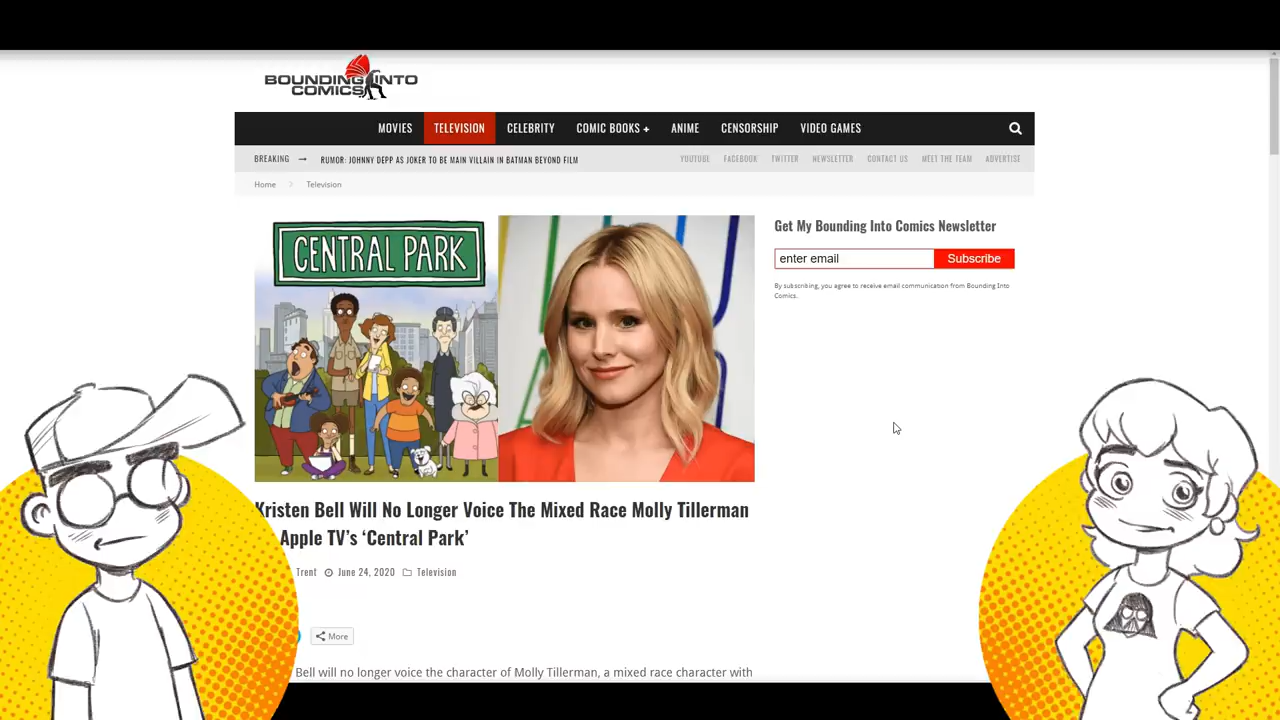 BOUNDING INTO
COMICS
MOVIES TELEVISION CELEBRITY COMIC BOOKS + ANIME CENSORSHIP VIDEO GAMES
BREAKING → RUMOR: JOHNNY DEPP AS JOKER TO BE MAIN VILLAIN IN BATMAN BEYOND FILM
YOUTUBE FACEBOOK TWITTER NEWSLETTER CONTACT US MEET THE TEAM ADVERTISE
Home Television
CENTRAL PARK
Get My Bounding Into Comics Newsletter
enter email Subscribe
By subscribing, you agree to receive email communication from Bounding Into
Comics.
Kristen Bell Will No Longer Voice The Mixed Race Molly Tillerman
Apple TV's 'Central Park'
Trent June 24, 2020 Television
More
Bell will no longer voice the character of Molly Tillerman, a mixed race character with